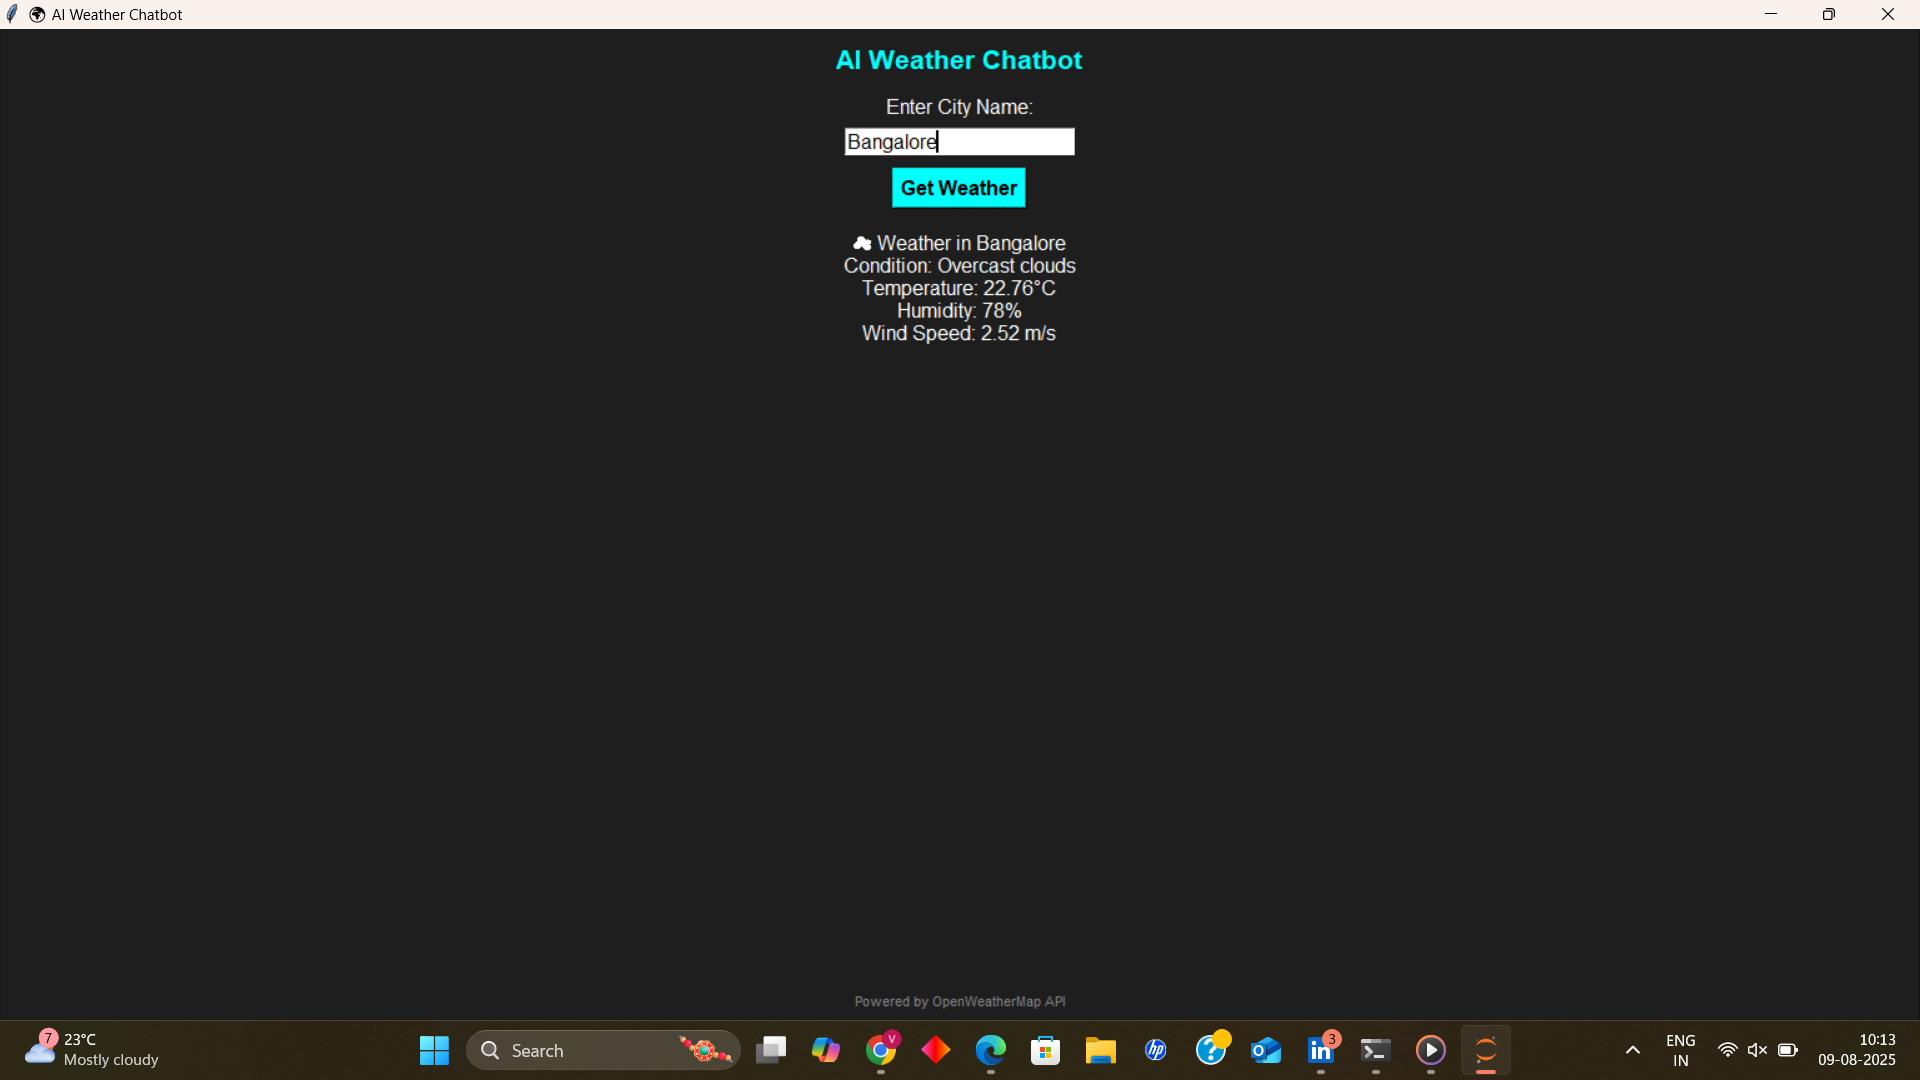 AI Weather Chatbot
AI Weather Chatbot
Enter City Name:
Bangalore
Get Weather
Weather in Bangalore
Condition: Overcast clouds
Temperature: 22.76°C
Humidity: 78%
Wind Speed: 2.52 m/s
Powered by OpenWeatherMap API
7
23°C
Mostly cloudy
Search
V
hp
?
O
in
3
ENG
IN
10:13
09-08-2025